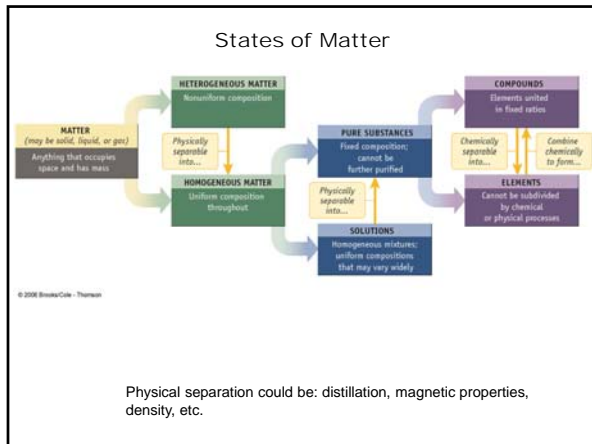 States of Matter
HETEROGENEOUS MATTER
Nonuniform composition
COMPOUNDS
Elements united
in fixed ratios
MATTER
(may be solid, liquid, or gas)
Anything that occupies
space and has mass
Physically
separable
into...
PURE SUBSTANCES
Fixed composition;
cannot be
further purified
Chemically
separable
into...
Combine
chemically
to form...
HOMOGENEOUS MATTER
Uniform composition
throughout
Physically
separable
into...
ELEMENTS
Cannot be subdivided
by chemical
or physical processes
SOLUTIONS
Homogeneous mixtures;
uniform compositions
that may vary widely
© 2006 Brooks/Cole - Thomson
Physical separation could be: distillation, magnetic properties,
density, etc.